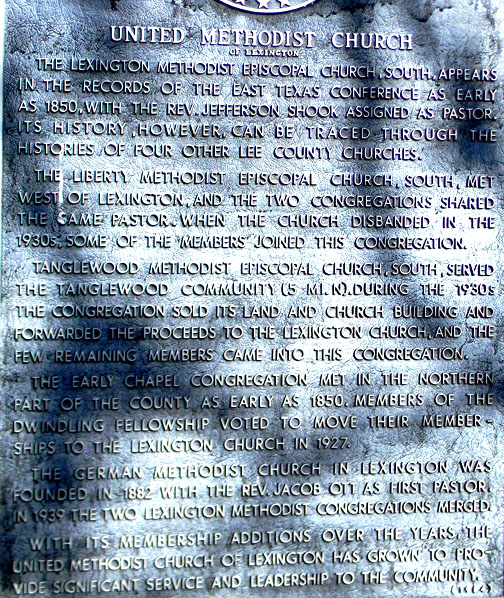 UNITED METHODIST CHURCH
OF LEXINGTON
THE LEXINGTON METHODIST EPISCOPAL CHURCH, SOUTH, APPEARS
IN THE RECORDS OF THE EAST TEXAS CONFERENCE AS EARLY
AS 1850, WITH THE REV. JEFFERSON SHOOK ASSIGNED AS PASTOR.
ITS HISTORY, HOWEVER, CAN BE TRACED THROUGH THE
HISTORIES OF FOUR OTHER LEE COUNTY CHURCHES.
THE LIBERTY METHODIST EPISCOPAL CHURCH, SOUTH, MET
WEST OF LEXINGTON, AND THE TWO CONGREGATIONS SHARED
THE SAME PASTOR. WHEN THE CHURCH DISBANDED IN THE
1930s, SOME OF THE MEMBERS JOINED THIS CONGREGATION.
TANGLEWOOD METHODIST EPISCOPAL CHURCH, SOUTH, SERVED
THE TANGLEWOOD COMMUNITY (5 MI. N). DURING THE 1930s
THE CONGREGATION SOLD ITS LAND AND CHURCH BUILDING AND
FORWARDED THE PROCEEDS TO THE LEXINGTON CHURCH, AND THE
FEW REMAINING MEMBERS CAME INTO THIS CONGREGATION.
THE EARLY CHAPEL CONGREGATION MET IN THE NORTHERN
PART OF THE COUNTY AS EARLY AS 1850. MEMBERS OF THE
DWINDLING FELLOWSHIP VOTED TO MOVE THEIR MEMBER-
SHIPS TO THE LEXINGTON CHURCH IN 1927.
THE GERMAN METHODIST CHURCH IN LEXINGTON WAS
FOUNDED IN 1882 WITH THE REV. JACOB OTT AS FIRST PASTOR.
IN 1939 THE TWO LEXINGTON METHODIST CONGREGATIONS MERGED.
WITH ITS MEMBERSHIP ADDITIONS OVER THE YEARS, THE
UNITED METHODIST CHURCH OF LEXINGTON HAS GROWN TO PRO-
VIDE SIGNIFICANT SERVICE AND LEADERSHIP TO THE COMMUNITY.